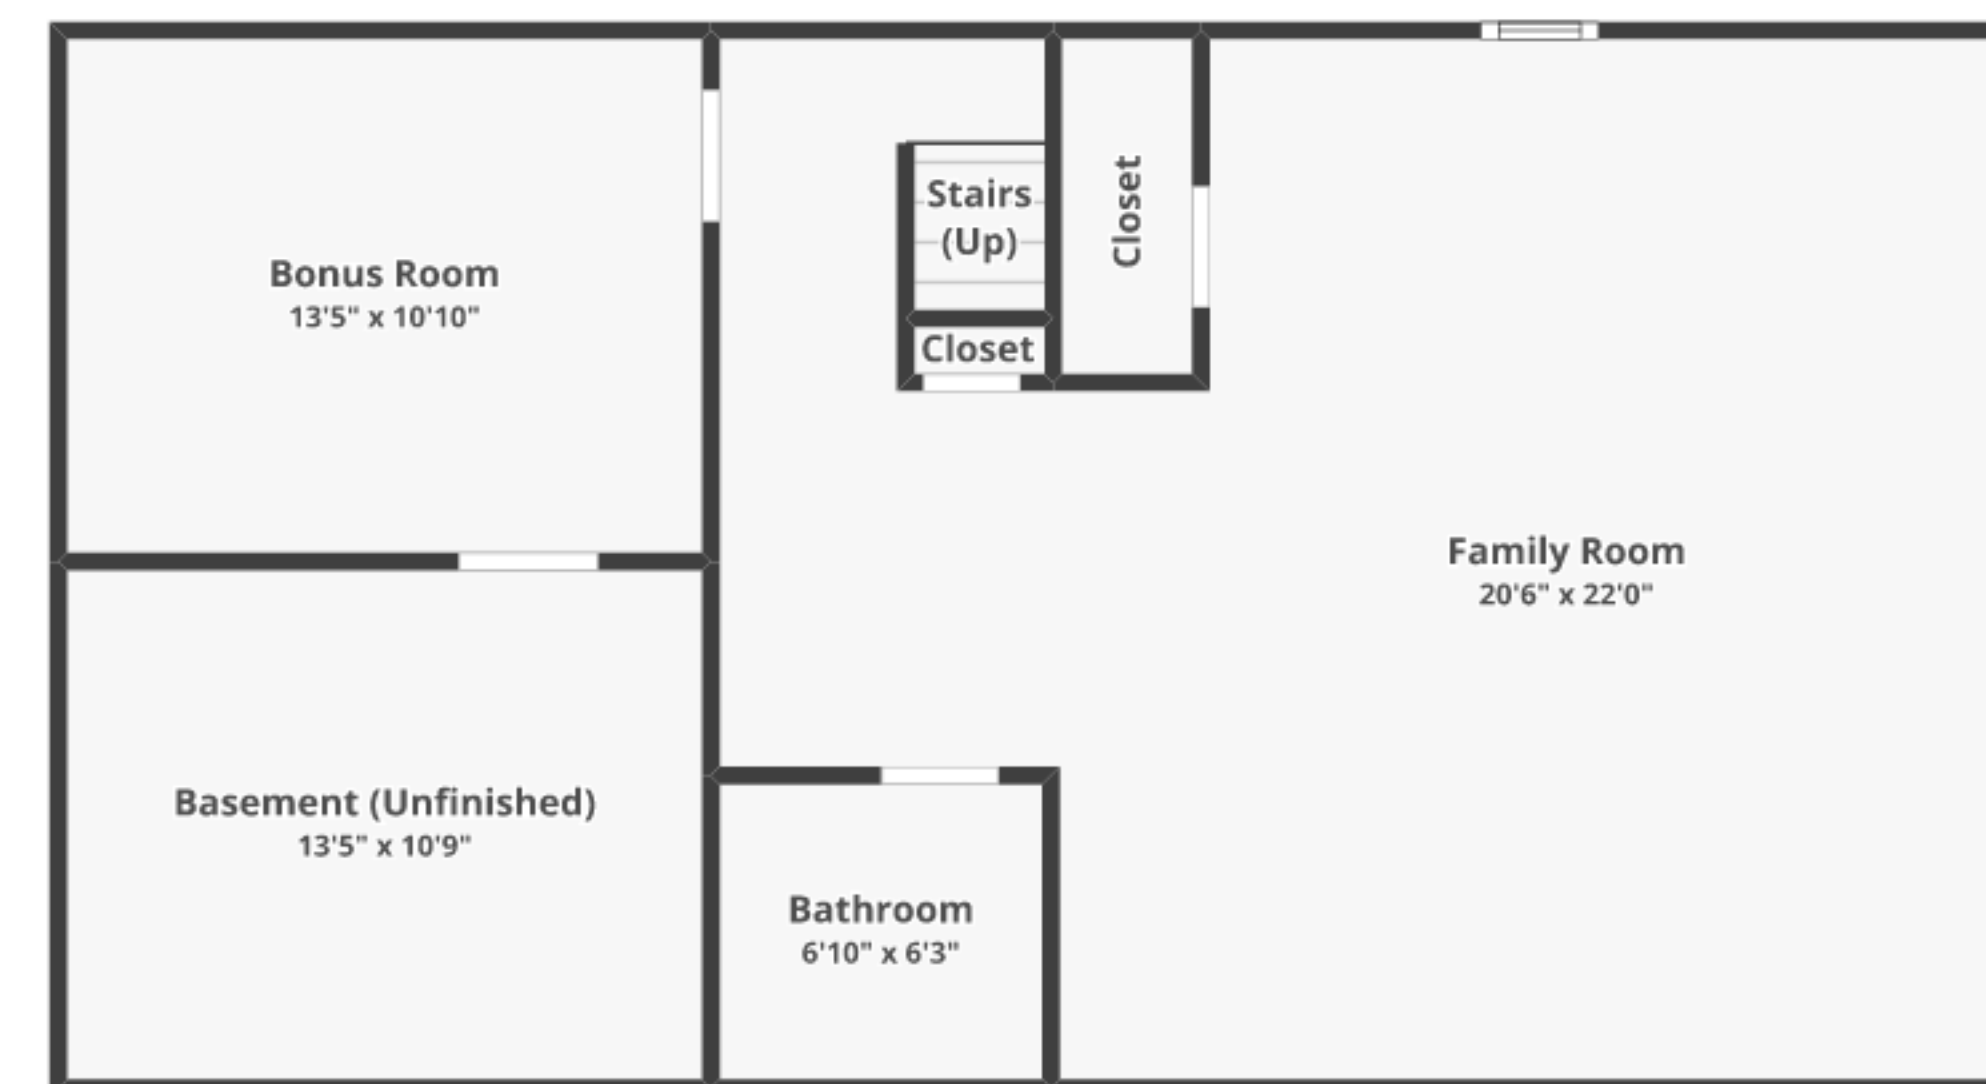 Stairs
(Up)
Closet
Closet
Bonus Room
13'5" x 10'10"
Family Room
20'6" x 22'0"
Basement (Unfinished)
13'5" x 10'9"
Bathroom
6'10" x 6'3"